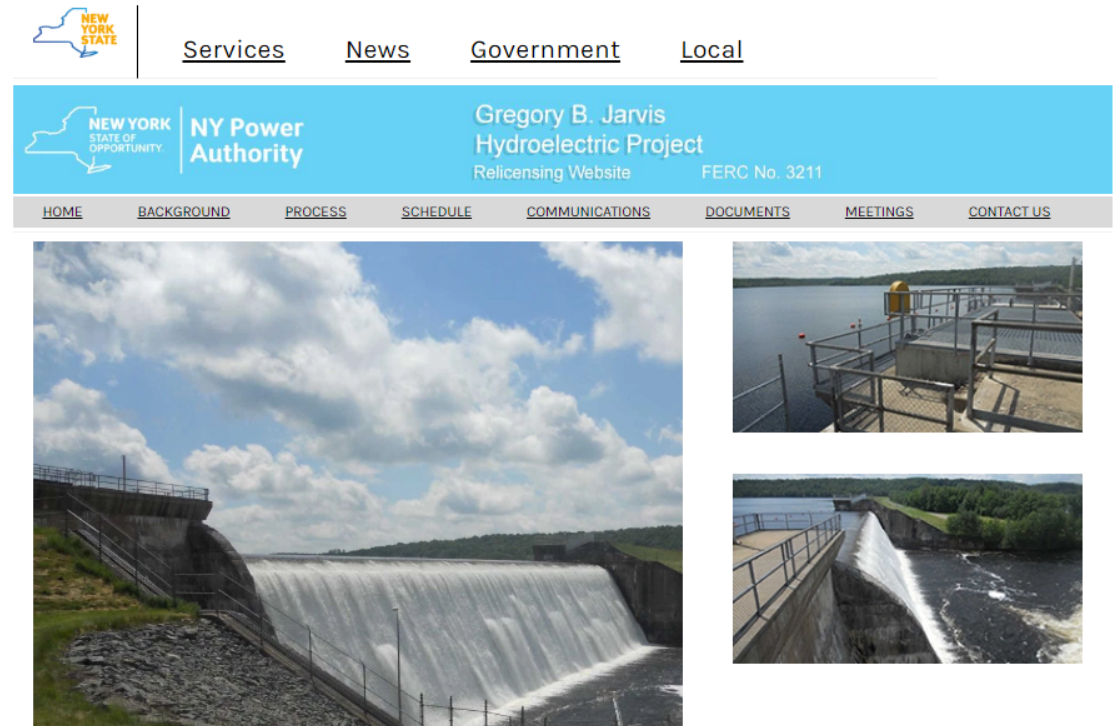 NEW
YORK
STATE
Services News Government Local
NEW YORK
STATE OF
OPPORTUNITY.
NY Power
Authority
Gregory B. Jarvis
Hydroelectric Project
Relicensing Website FERC No. 3211
HOME BACKGROUND PROCESS SCHEDULE COMMUNICATIONS DOCUMENTS MEETINGS CONTACT US